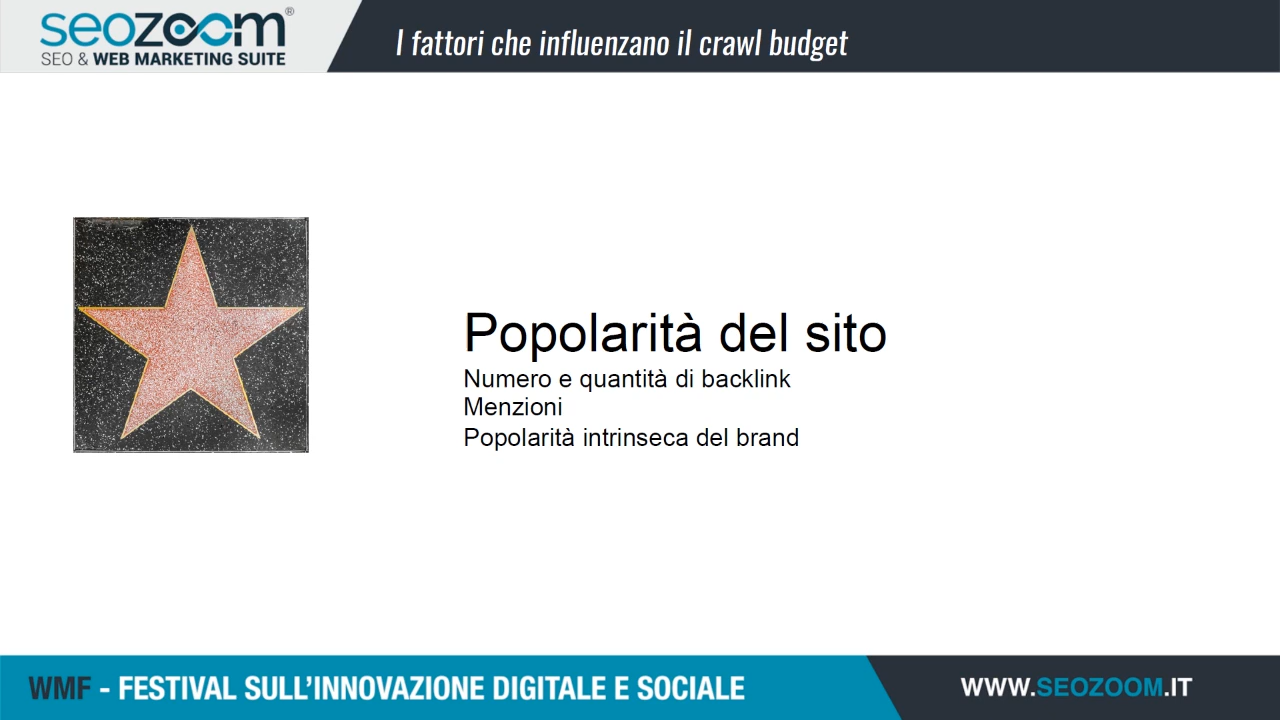 seozoom®
SEO & WEB MARKETING SUITE
I fattori che influenzano il crawl budget
Popolarità del sito
Numero e quantità di backlink
Menzioni
Popolarità intrinseca del brand
WMF - FESTIVAL SULL'INNOVAZIONE DIGITALE E SOCIALE
WWW.SEOZOOM.IT